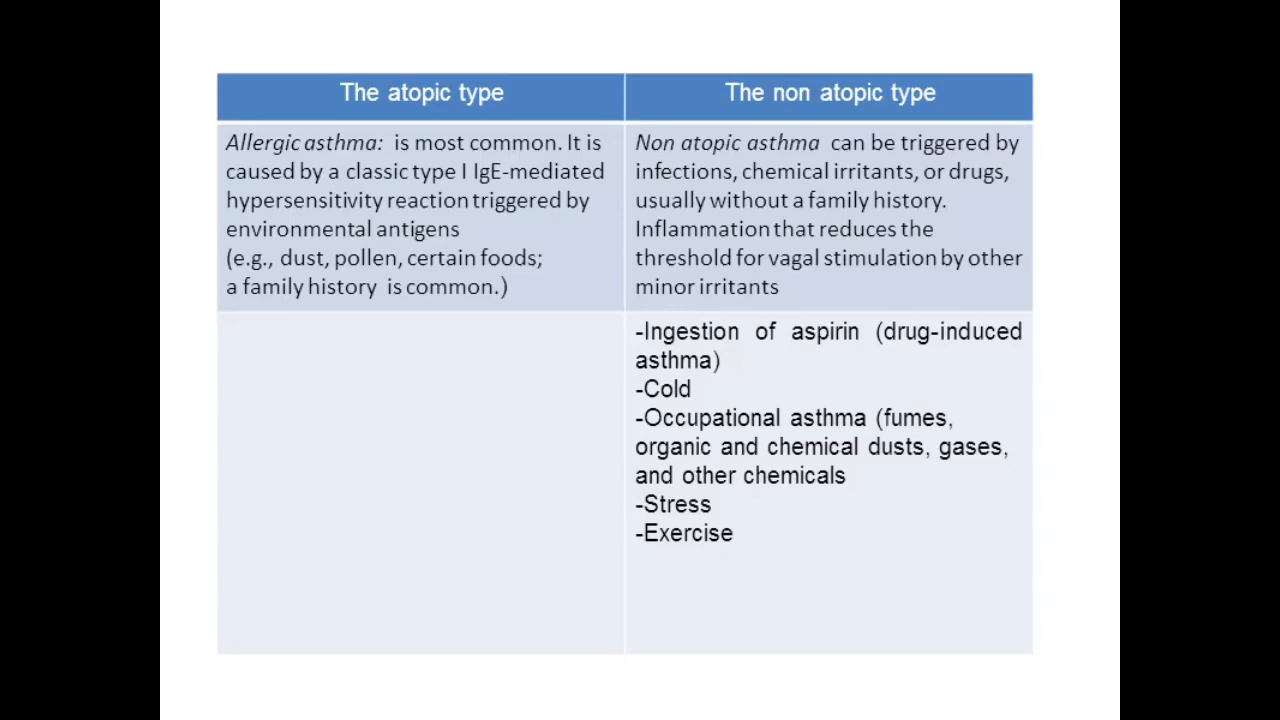 The atopic type
The non atopic type
Allergic asthma: is most common. It is
caused by a classic type I IgE-mediated
hypersensitivity reaction triggered by
environmental antigens
(e.g., dust, pollen, certain foods;
a family history is common.)
Non atopic asthma can be triggered by
infections, chemical irritants, or drugs,
usually without a family history.
Inflammation that reduces the
threshold for vagal stimulation by other
minor irritants
-Ingestion of aspirin (drug-induced
asthma)
-Cold
-Occupational asthma (fumes,
organic and chemical dusts, gases,
and other chemicals
-Stress
-Exercise